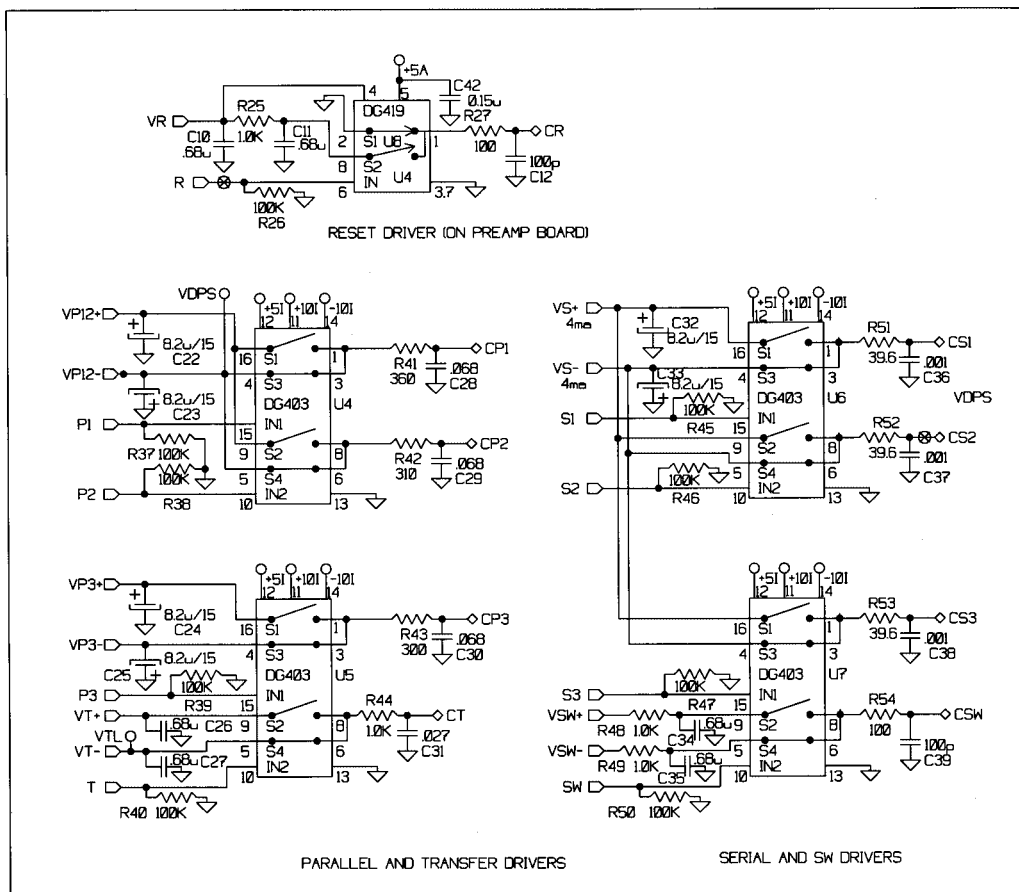 +5A
C42
0.15u
4
5
DG419
R27
VR
R25
C10
.68u
1.0K
C11
.68u
2
S1
U8
1
100
CR
8
S2
U4
100p
C12
R
6
IN
3.7
100K
R26
RESET DRIVER (ON PREAMP BOARD)
VDPS
+5I
+10I
-10I
12
11
14
VP12+
8.2u/15
C22
16
S1
1
R41
360
CP1
.068
C28
VP12-
4
S3
3
8.2u/15
C23
DG403
U4
P1
IN1
15
R37
100K
9
S2
8
R42
310
CP2
.068
C29
100K
5
S4
6
P2
R38
10
IN2
13
+5I
+10I
-10I
12
11
14
VS+
4ma
C32
8.2u/15
16
S1
1
R51
39.6
CS1
.001
C36
VS-
4ma
C33
8.2u/15
4
S3
3
DG403
U6
VDPS
S1
100K
R45
IN1
15
9
S2
8
R52
39.6
CS2
.001
C37
100K
5
S4
6
S2
R46
10
IN2
13
+5I
+10I
-10I
12
11
14
VP3+
8.2u/15
C24
16
S1
1
R43
300
CP3
.068
C30
VP3-
4
S3
3
C25
8.2u/15
DG403
U5
P3
100K
R39
IN1
15
R44
VT+
.68u
C26
9
S2
8
1.0K
CT
.027
C31
VTL
VT-
.68u
C27
5
S4
6
10
IN2
13
T
R40
100K
+5I
+10I
-10I
12
11
14
16
S1
1
R53
39.6
CS3
.001
C38
4
S3
3
DG403
U7
S3
100K
R47
IN1
15
R54
VSW+
R48
1.0K
.68u
C34
9
S2
8
100
CSW
100p
C39
VSW-
R49
1.0K
.68u
C35
5
S4
6
10
IN2
13
SW
R50
100K
PARALLEL AND TRANSFER DRIVERS
SERIAL AND SW DRIVERS